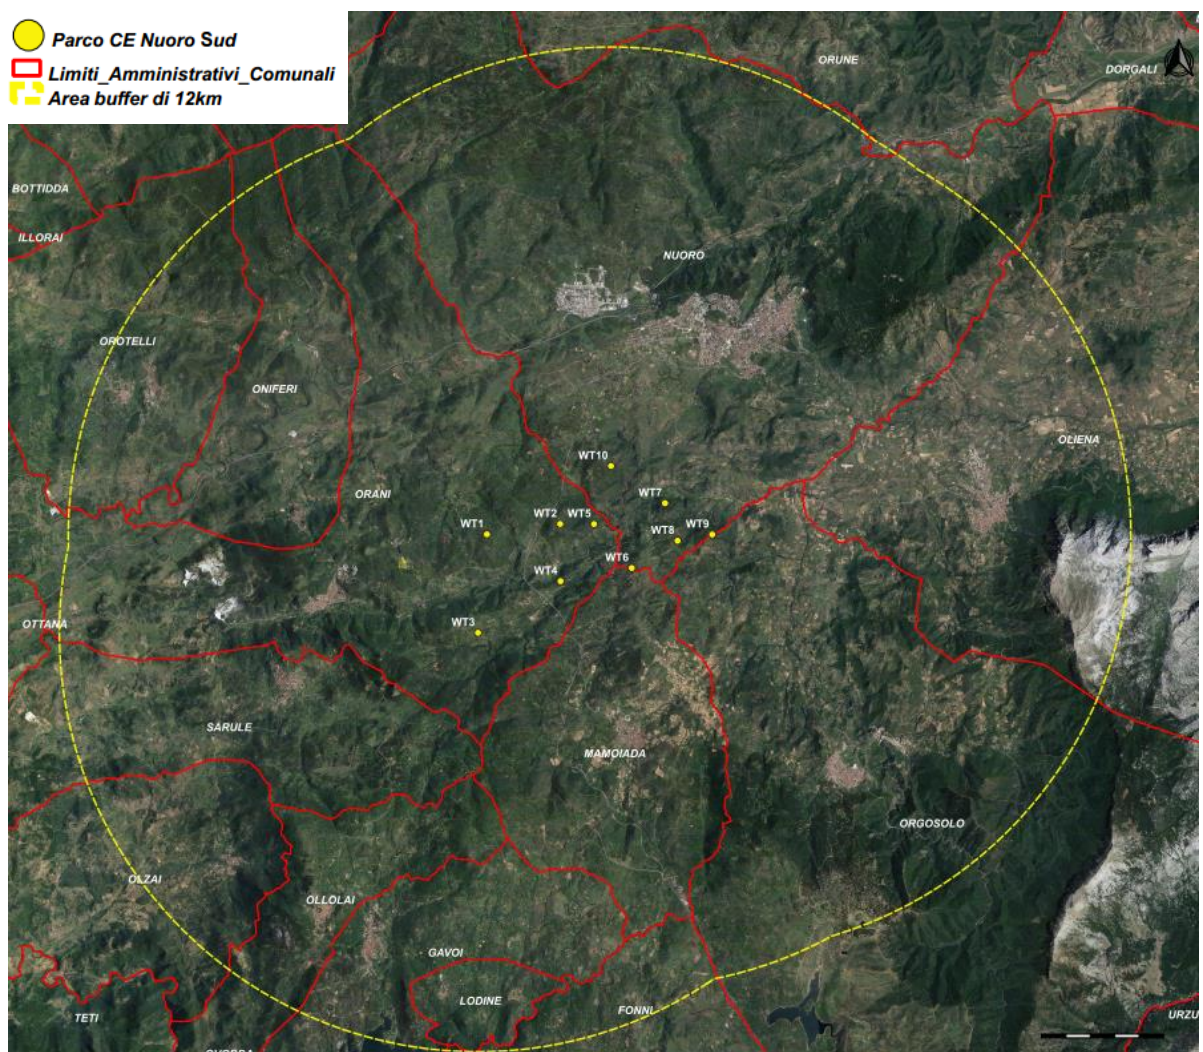 Parco CE Nuoro Sud
Limiti_Amministrativi_Comunali
Area buffer di 12km
ORUNE
DORGALI
BOTTIDDA
ILLORAI
NUORO
OROTELLI
ONIFERI
OLIENA
WT10
ORANI
WT7
WT2
WT5
WT1
WT8
WT9
WT6
WT4
OTTANA
WT3
SARULE
MAMOIADA
ORGOSOLO
OLZAI
OLLOLAI
GAVOI
LODINE
FONNI
TETI
URZU